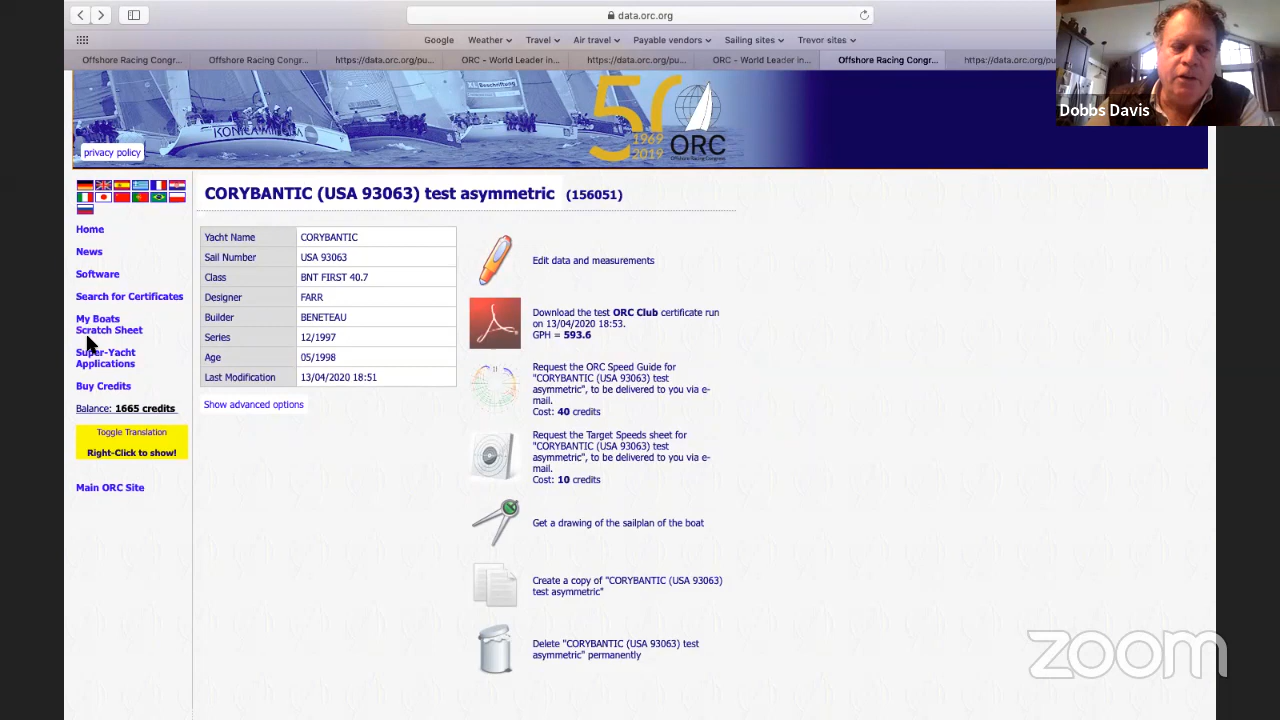 data.orc.org
Google
Weather
Travel
Air travel
Payable vendors
Sailing sites
Trevor sites
Offshore Racing Congr...
Offshore Racing Congr...
https://data.orc.org/pu...
ORC - World Leader in...
https://data.orc.org/pu...
ORC - World Leader in...
Offshore Racing Congr...
https://data.orc.org/pu
Dobbs Davis
50
1969
2019
ORC
Offshore Racing Congress
privacy policy
Home
News
Software
Search for Certificates
My Boats
Scratch Sheet
Super-Yacht
Applications
Buy Credits
Balance: 1665 credits
Toggle Translation
Right-Click to show!
Main ORC Site
CORYBANTIC (USA 93063) test asymmetric (156051)
Yacht Name CORYBANTIC
Sail Number USA 93063
Class BNT FIRST 40.7
Designer FARR
Builder BENETEAU
Series 12/1997
Age 05/1998
Last Modification 13/04/2020 18:51
Show advanced options
Edit data and measurements
Download the test ORC Club certificate run
on 13/04/2020 18:53.
GPH = 593.6
Request the ORC Speed Guide for
"CORYBANTIC (USA 93063) test
asymmetric", to be delivered to you via e-
mail.
Cost: 40 credits
Request the Target Speeds sheet for
"CORYBANTIC (USA 93063) test
asymmetric", to be delivered to you via e-
mail.
Cost: 10 credits
Get a drawing of the sailplan of the boat
Create a copy of "CORYBANTIC (USA 93063)
test asymmetric"
Delete "CORYBANTIC (USA 93063) test
asymmetric" permanently
zoom